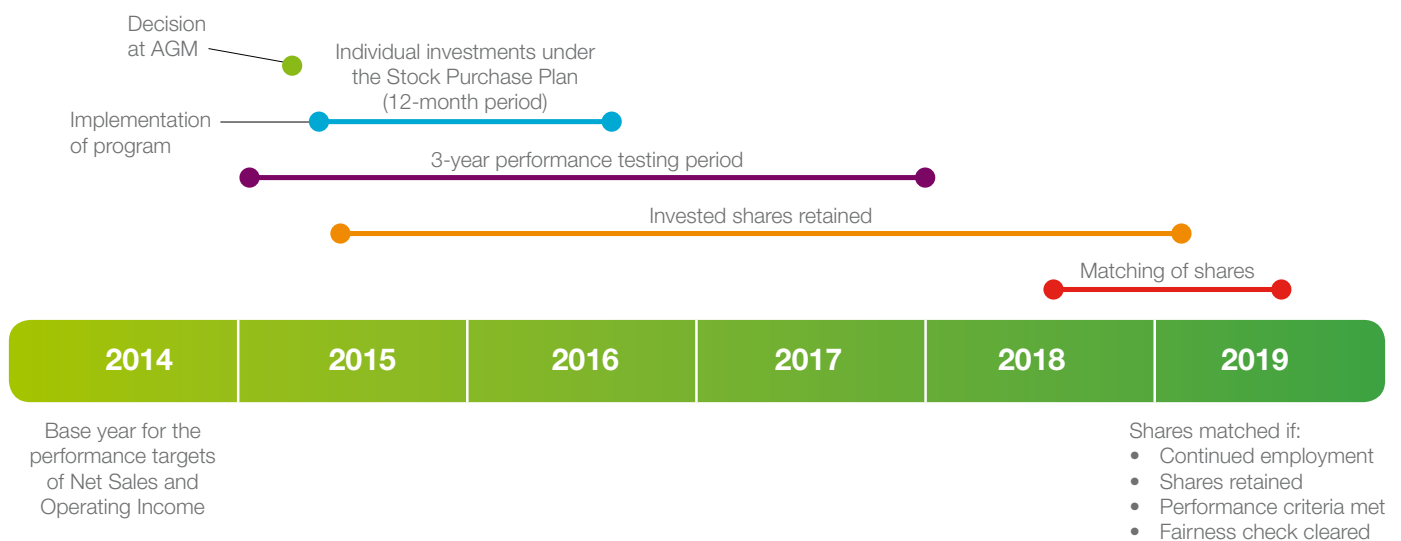 Decision
at AGM
Individual investments under
the Stock Purchase Plan
(12-month period)
Implementation
of program
3-year performance testing period
Invested shares retained
Matching of shares
2014
2015
2016
2017
2018
2019
Base year for the
performance targets
of Net Sales and
Operating Income
Shares matched if:
• Continued employment
• Shares retained
• Performance criteria met
• Fairness check cleared